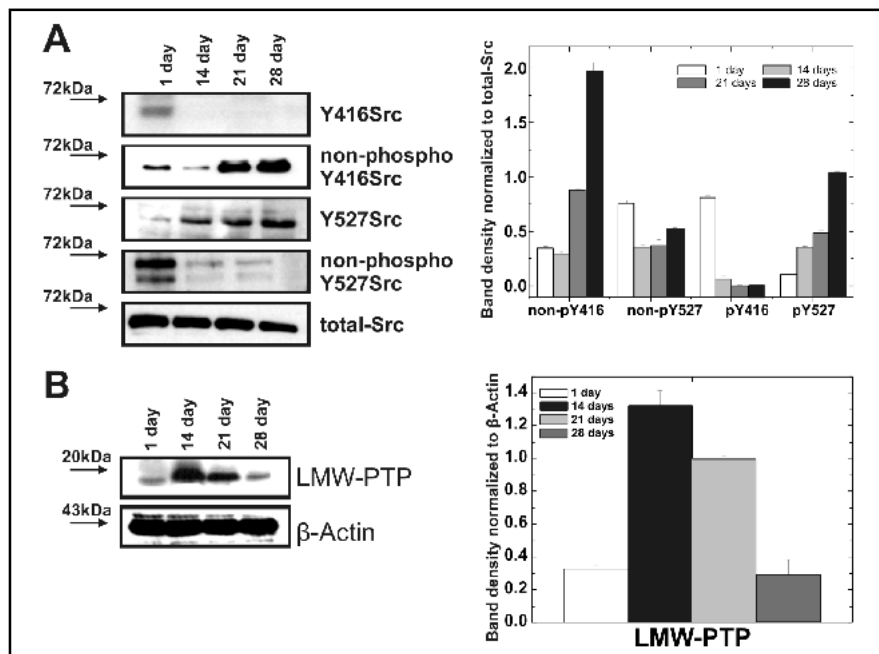 A
1 day
14 day
21 day
28 day
72kDa
Y416Src
72kDa
non-phospho
Y416Src
72kDa
Y527Src
72kDa
non-phospho
Y527Src
72kDa
total-Src
Band density normalized to total-Src
2.0
1.5
1.0
0.5
0.0
1 day 14 days
21 days 28 days
non-pY416 non-pY527 pY416 pY527
B
1 day
14 day
21 day
28 day
20kDa
LMW-PTP
43kDa
β-Actin
Band density normalized to β-Actin
1.4
1.2
1.0
0.8
0.6
0.4
0.2
0.0
1 day
14 days
21 days
28 days
LMW-PTP